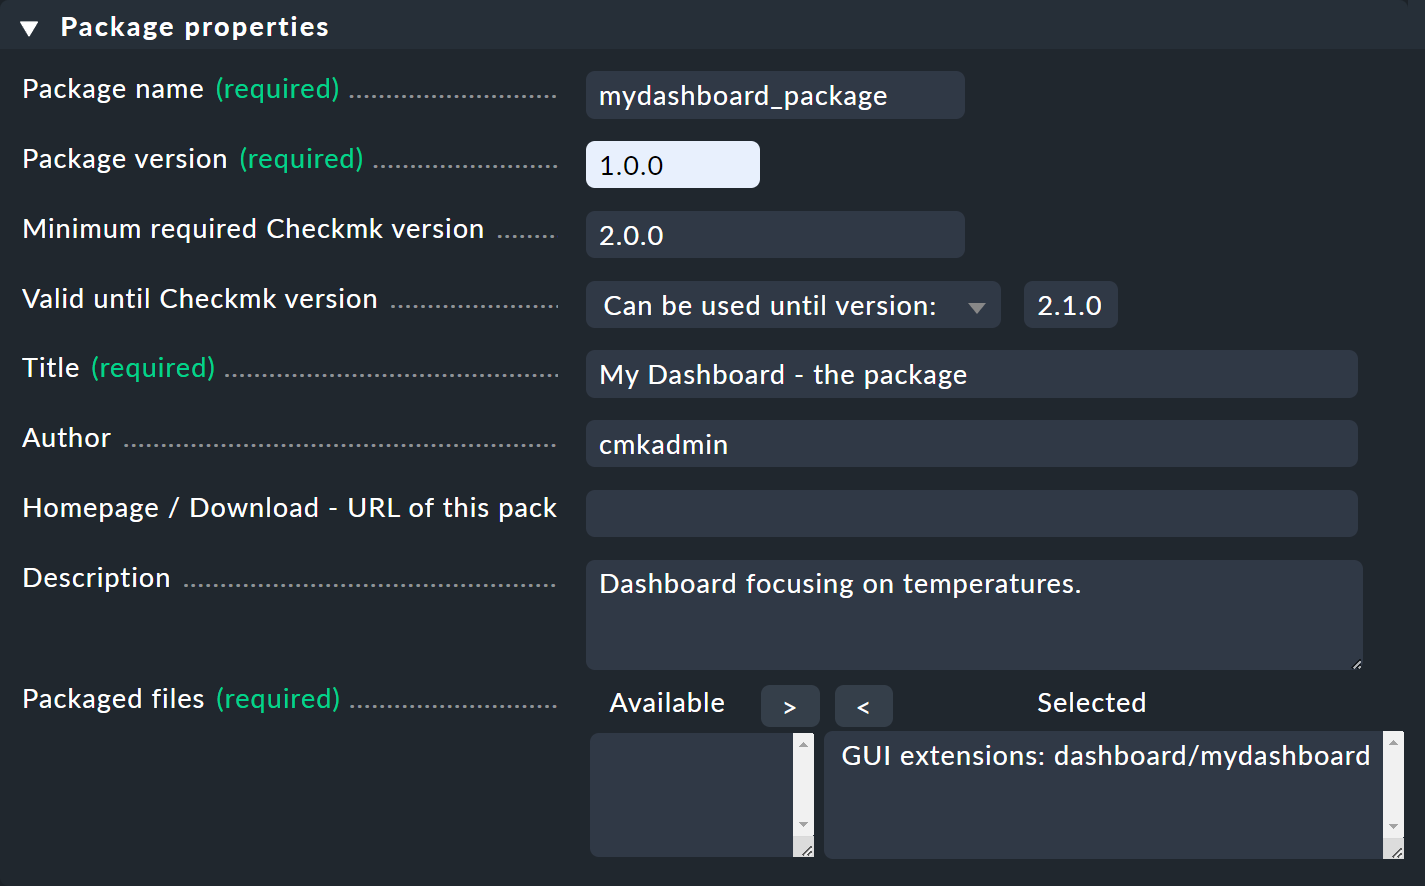 Package properties
Package name (required) mydashboard_package
Package version (required) 1.0.0
Minimum required Checkmk version 2.0.0
Valid until Checkmk version Can be used until version: 2.1.0
Title (required) My Dashboard - the package
Author cmkadmin
Homepage / Download - URL of this pack
Description Dashboard focusing on temperatures.
Packaged files (required) Available > < Selected
GUI extensions: dashboard/mydashboard